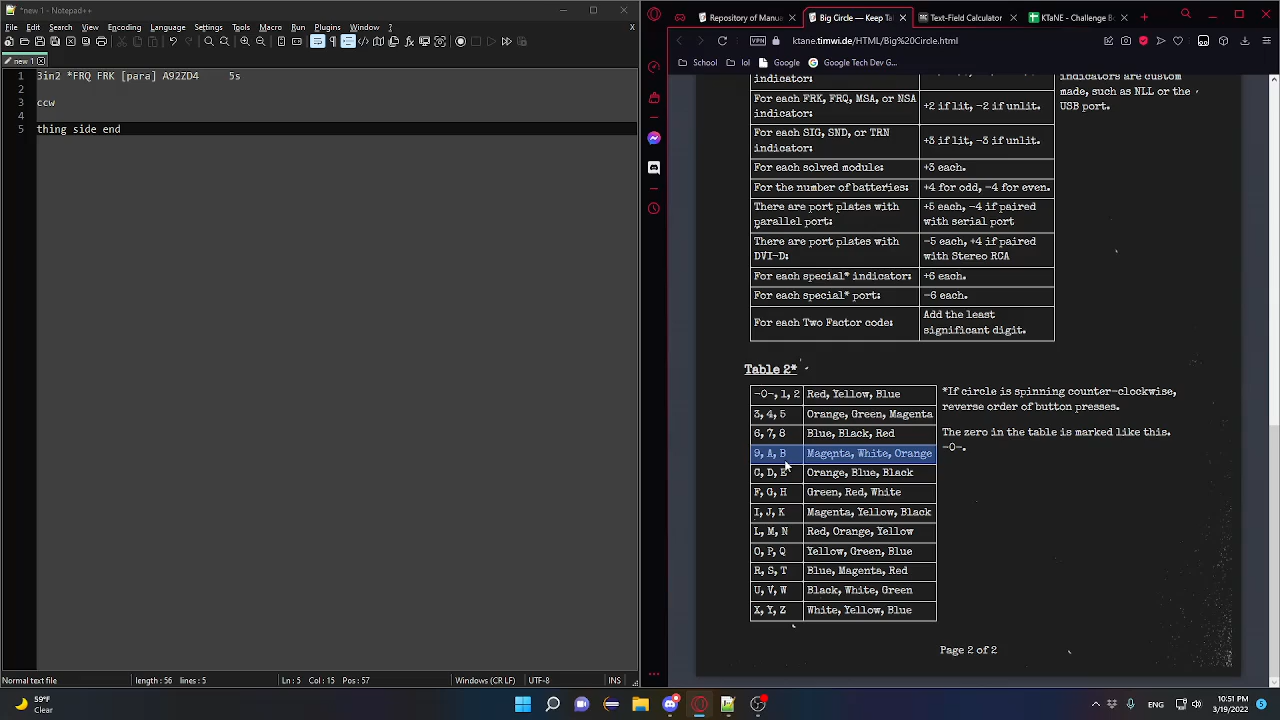 *new 1 - Notepad++
File Edit Search View Encoding Language Settings Tools Macro Run Plugins Window ? X
new 1
1 3in2 *FRQ FRK [para] A9ZZD4 5s
2
3 ccw
4
5 thing side end
Normal text file length: 56 lines: 5 Ln: 5 Col: 15 Pos: 57 Windows (CR LF) UTF-8 INS
Repository of Manua
Big Circle — Keep Tal
Text-Field Calculator
KTaNE - Challenge Bo
VPN ktane.timwi.de/HTML/Big%20Circle.html
School lol Google Google Tech Dev G...
indicator:
For each FRK, FRQ, MSA, or NSA indicator: +2 if lit, -2 if unlit.
For each SIG, SND, or TRN indicator: +3 if lit, -3 if unlit.
For each solved module: +3 each.
For the number of batteries: +4 for odd, -4 for even.
There are port plates with parallel port: +5 each, -4 if paired with serial port
There are port plates with DVI-D: -5 each, +4 if paired with Stereo RCA
For each special* indicator: +6 each.
For each special* port: -6 each.
For each Two Factor code: Add the least significant digit.
indicators are custom
made, such as NLL or the
USB port.
Table 2*
-0-, 1, 2 Red, Yellow, Blue
3, 4, 5 Orange, Green, Magenta
6, 7, 8 Blue, Black, Red
9, A, B Magenta, White, Orange
C, D, E Orange, Blue, Black
F, G, H Green, Red, White
I, J, K Magenta, Yellow, Black
L, M, N Red, Orange, Yellow
O, P, Q Yellow, Green, Blue
R, S, T Blue, Magenta, Red
U, V, W Black, White, Green
X, Y, Z White, Yellow, Blue
*If circle is spinning counter-clockwise,
reverse order of button presses.
The zero in the table is marked like this.
-0-.
Page 2 of 2
59°F
Clear
ENG
10:51 PM
3/19/2022